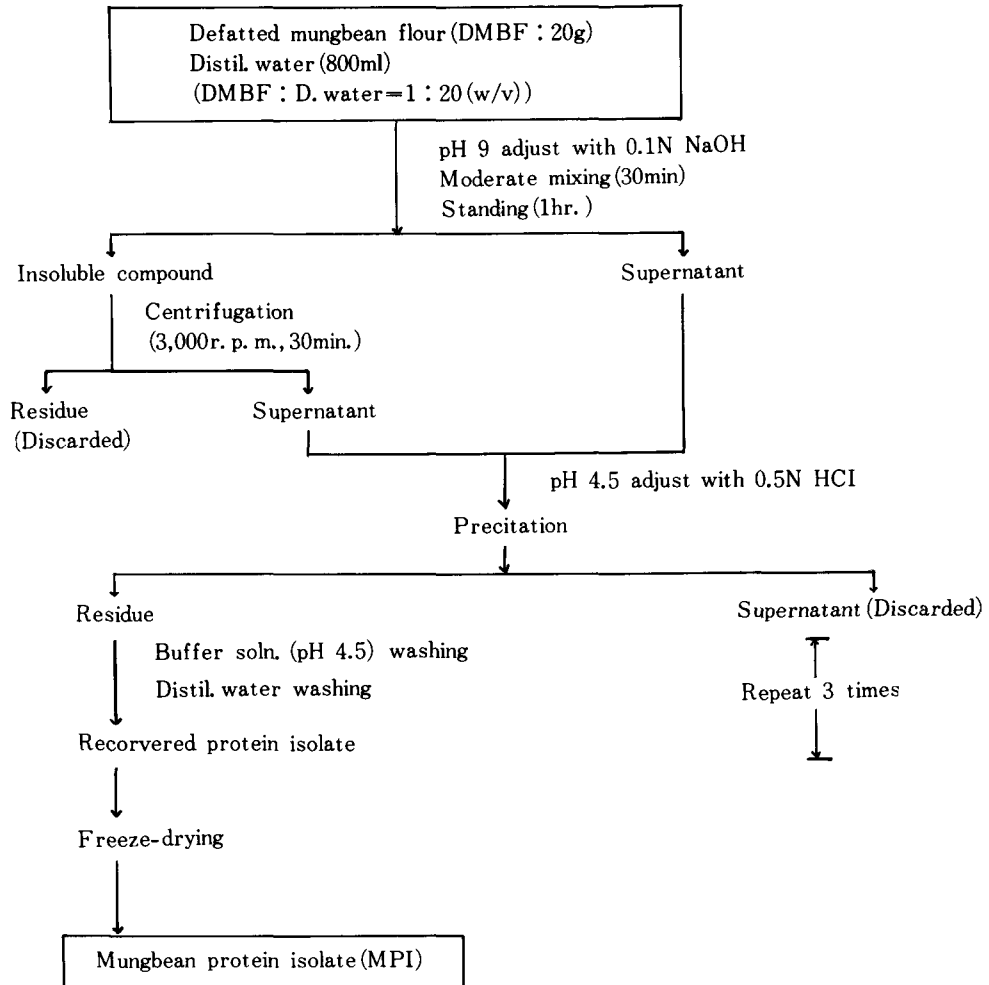 Defatted mungbean flour (DMBF : 20g)
Distil. water (800ml)
(DMBF : D. water=1 : 20 (w/v))
pH 9 adjust with 0.1N NaOH
Moderate mixing (30min)
Standing (1hr. )
Insoluble compound
Supernatant
Centrifugation
(3,000r. p. m., 30min.)
Residue
(Discarded)
Supernatant
pH 4.5 adjust with 0.5N HCI
Precitation
Residue
Supernatant (Discarded)
Buffer soln. (pH 4.5) washing
Distil. water washing
Repeat 3 times
Recorvered protein isolate
Freeze-drying
Mungbean protein isolate (MPI)